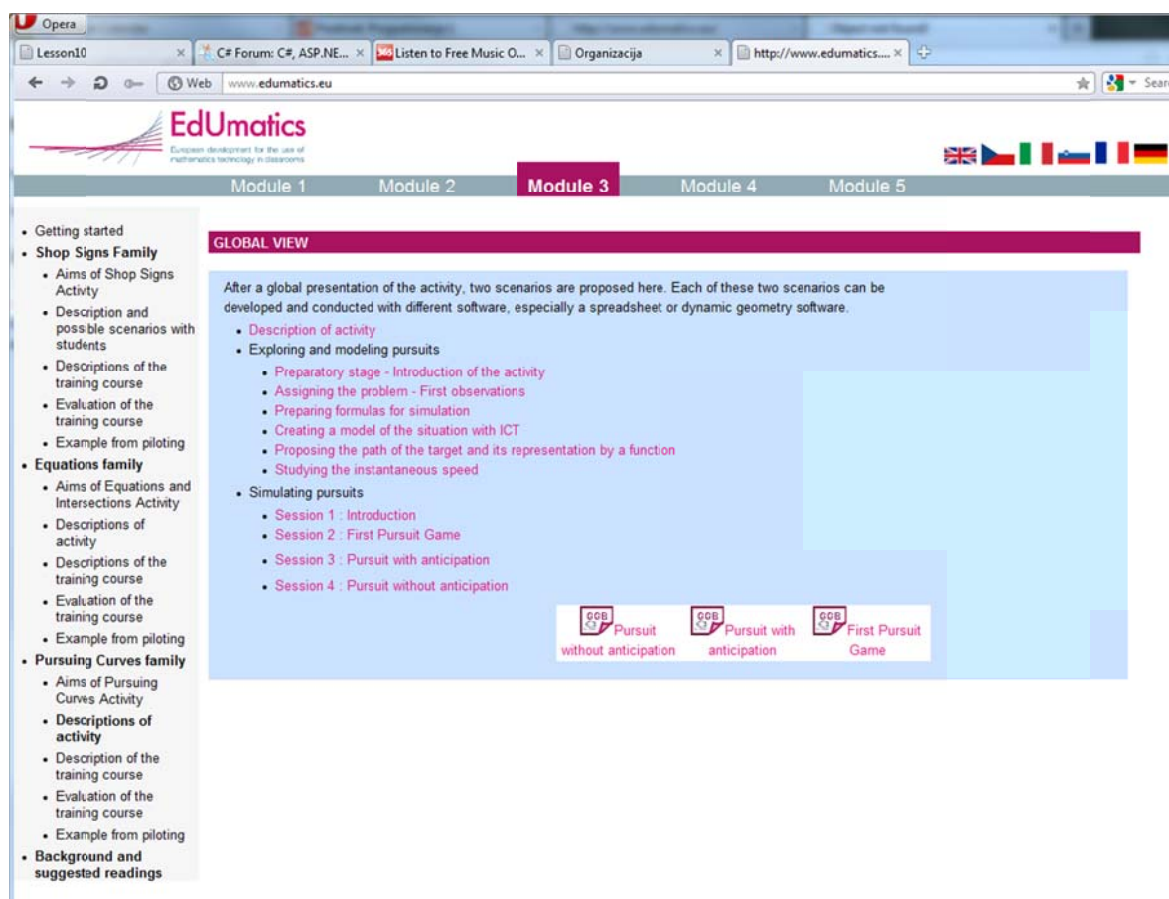 Opera
Lesson10
C# Forum: C#, ASP.NE...
Listen to Free Music O...
Organizacija
http://www.edumatics....
Web
www.edumatics.eu
Sear
EdUmatics
European development for the use of
mathematics technology in classrooms
Module 1
Module 2
Module 3
Module 4
Module 5
Getting started
Shop Signs Family
Aims of Shop Signs
Activty
Description and
possible scenarios with
students
Descriptions of the
training course
Evaluation of the
training course
Example from piloting
Equations family
Aims of Equations and
Intersections Activity
Descriptions of
activity
Descriptions of the
training course
Evaluation of the
training course
Example from piloting
Pursuing Curves family
Aims of Pursuing
Curves Activity
Descriptions of
activity
Description of the
training course
Evaluation of the
training course
Example from piloting
Background and
suggested readings
GLOBAL VIEW
After a global presentation of the activity, two scenarios are proposed here. Each of these two scenarios can be
developed and conducted with different software, especially a spreadsheet or dynamic geometry software.
Description of activity
Exploring and modeling pursuits
Preparatory stage - Introduction of the activity
Assigning the problem - First observations
Preparing formulas for simulation
Creating a model of the situation with ICT
Proposing the path of the target and its representation by a function
Studying the instantaneous speed
Simulating pursuits
Session 1 : Introduction
Session 2 : First Pursuit Game
Session 3 : Pursuit with anticipation
Session 4 : Pursuit without anticipation
GGB Pursuit
without anticipation
GGB Pursuit with
anticipation
GGB First Pursuit
Game